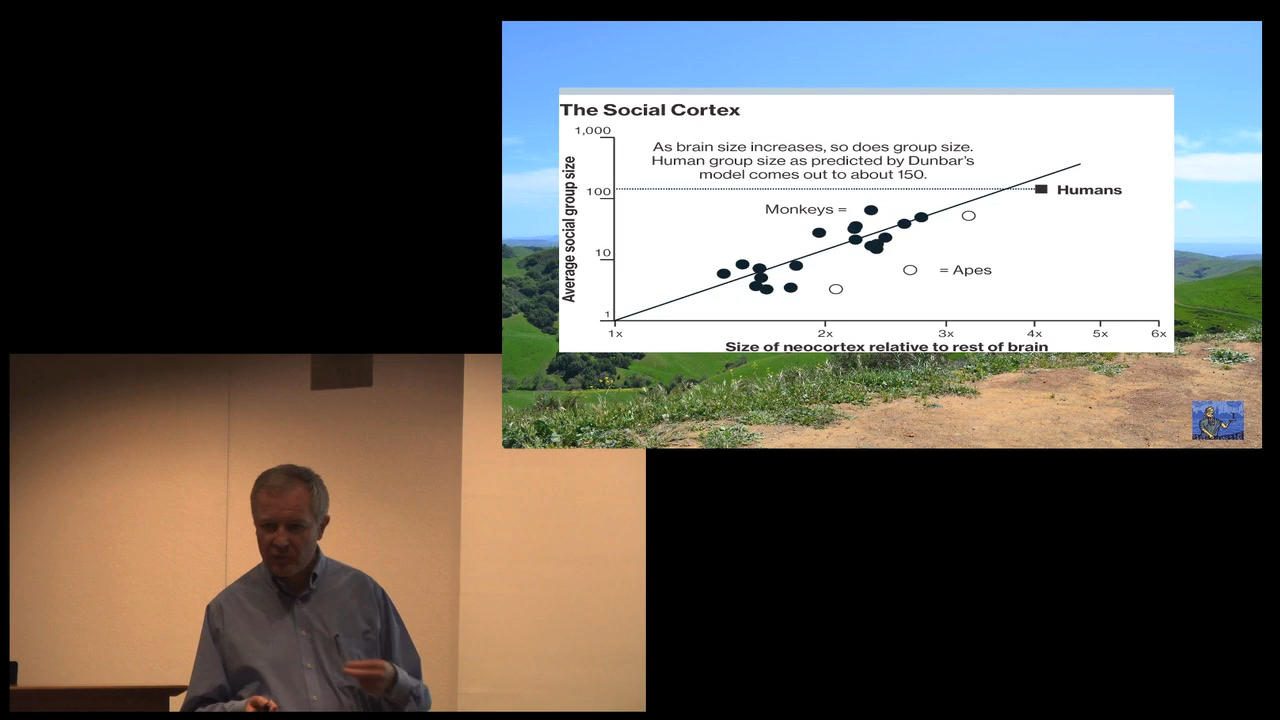 The Social Cortex
1,000
As brain size increases, so does group size.
Human group size as predicted by Dunbar's
model comes out to about 150.
100
Humans
Monkeys =
10
= Apes
1
Average social group size
1x
2x
3x
4x
5x
6x
Size of neocortex relative to rest of brain